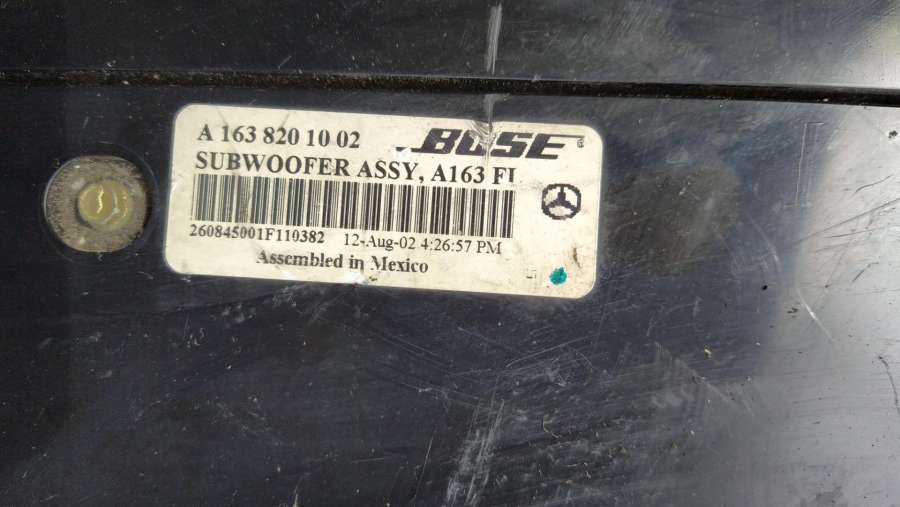 A 163 820 10 02
BOSE
SUBWOOFER ASSY, A163 FL
260845001F110382 12-Aug-02 4:26:57 PM
Assembled in Mexico